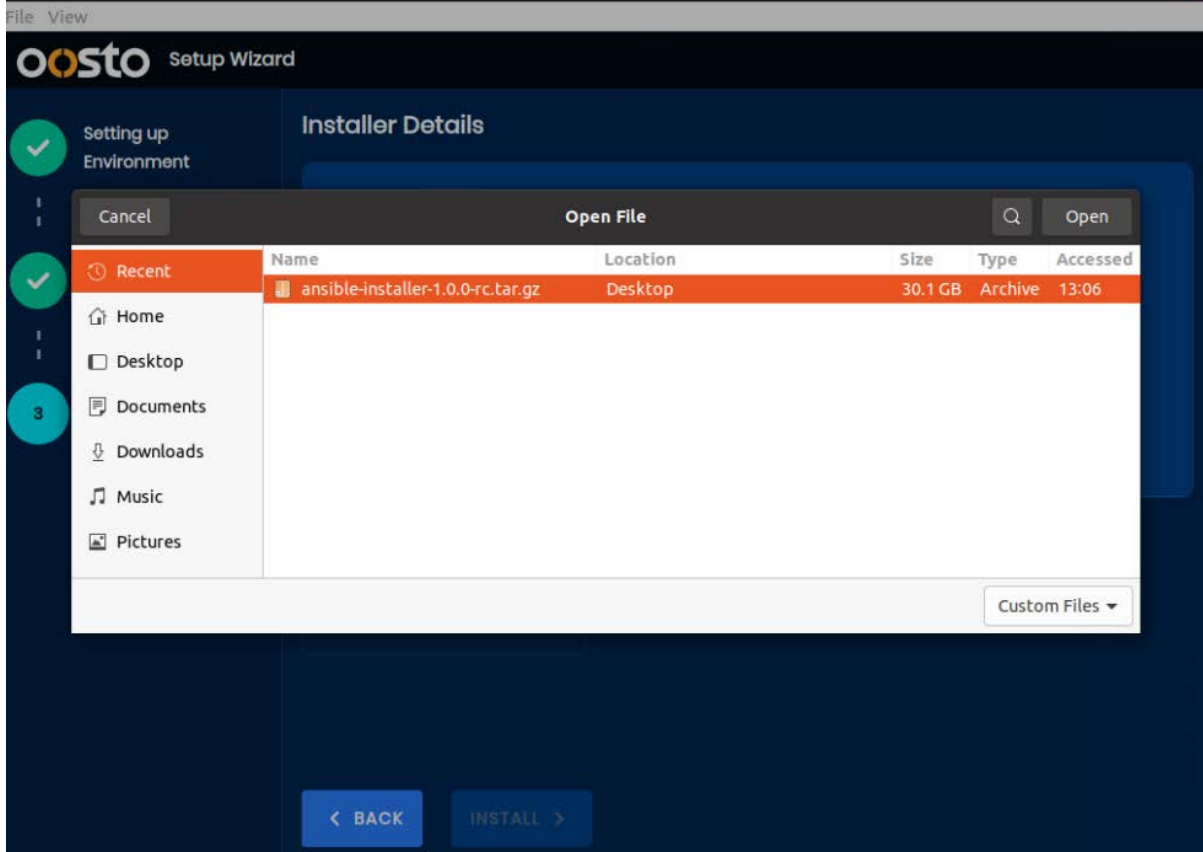 File View
oosto Setup Wizard
Setting up
Environment
Installer Details
Cancel Open File Open
Recent
Home
Desktop
Documents
Downloads
Music
Pictures
Name Location Size Type Accessed
ansible-installer-1.0.0-rc.tar.gz Desktop 30.1 GB Archive 13:06
3
Custom Files
BACK INSTALL